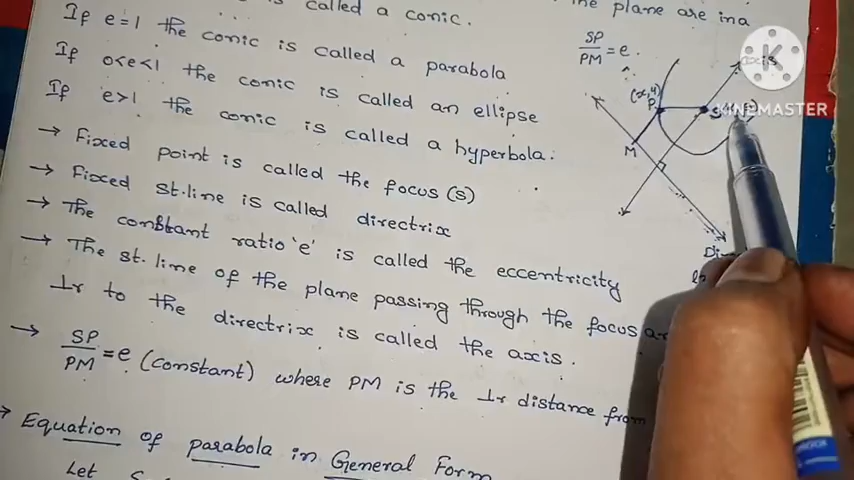 is called a conic.
the plane are in a
If e=1 the conic is called a parabola
If 0<e<1 the conic is called an ellipse
If e>1 the conic is called a hyperbola.
→ Fixed point is called the focus (s)
→ Fixed st.line is called directrix
→ The constant ratio 'e' is called the eccentricity
→ The st.line of the plane passing through the focus
⊥r to the directrix is called the axis.
→ SP/PM = e (constant) where PM is the ⊥r distance from
→ Equation of parabola in General Form
Let
SP/PM = e
(x,y)
P
S
M
axis
KINEMASTER